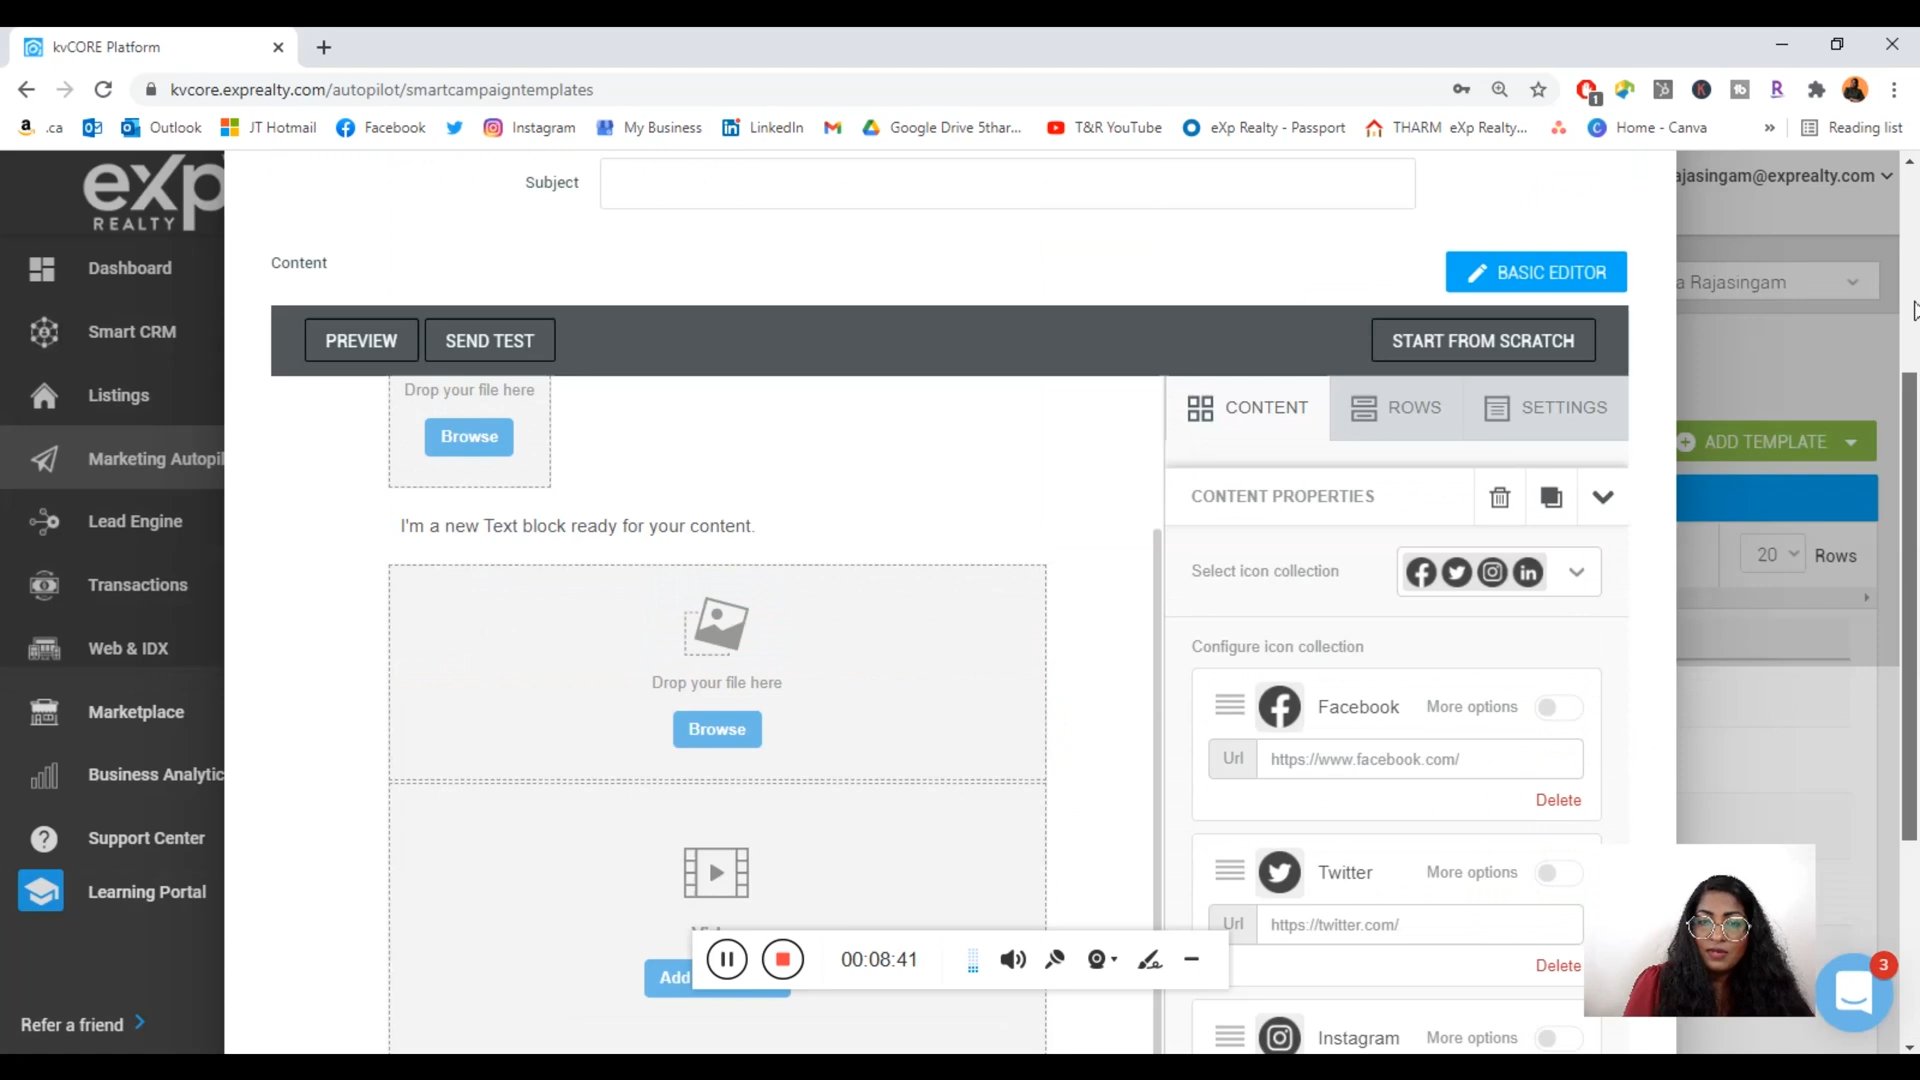 kvCORE Platform
kvcore.exprealty.com/autopilot/smartcampaigntemplates
1
a .ca
Outlook
JT Hotmail
Facebook
Instagram
My Business
LinkedIn
Google Drive 5thar...
T&R YouTube
eXp Realty - Passport
THARM eXp Realty...
Home - Canva
»
Reading list
eXp
REALTY
ajasingam@exprealty.com
Subject
Dashboard
Content
BASIC EDITOR
a Rajasingam
Smart CRM
PREVIEW
SEND TEST
START FROM SCRATCH
Listings
Drop your file here
Browse
CONTENT
ROWS
SETTINGS
ADD TEMPLATE
Marketing Autopil
CONTENT PROPERTIES
Lead Engine
I'm a new Text block ready for your content.
20
Rows
Select icon collection
Transactions
Configure icon collection
Web & IDX
Drop your file here
Browse
Facebook
More options
Marketplace
Url
https://www.facebook.com/
Business Analytic
Delete
Support Center
Twitter
More options
Learning Portal
Url
https://twitter.com/
Add
00:08:41
Delete
3
Refer a friend
Instagram
More options